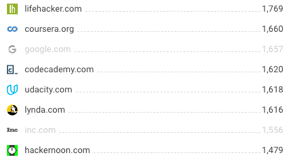 lifehacker.com 1,769
coursera.org 1,660
google.com 1,657
codecademy.com 1,620
udacity.com 1,618
lynda.com 1,616
Inc. inc.com 1,556
hackernoon.com 1,479